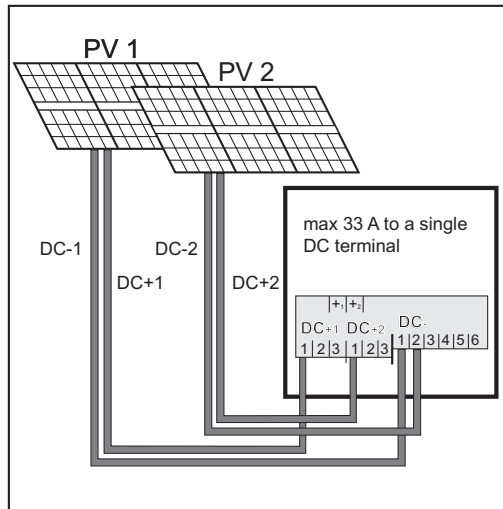 PV 1
PV 2
DC-1
DC+1
DC-2
DC+2
max 33 A to a single
DC terminal
+₁ +₂
DC+1 DC+2 DC-
1 2 3 1 2 3 1 2 3 4 5 6